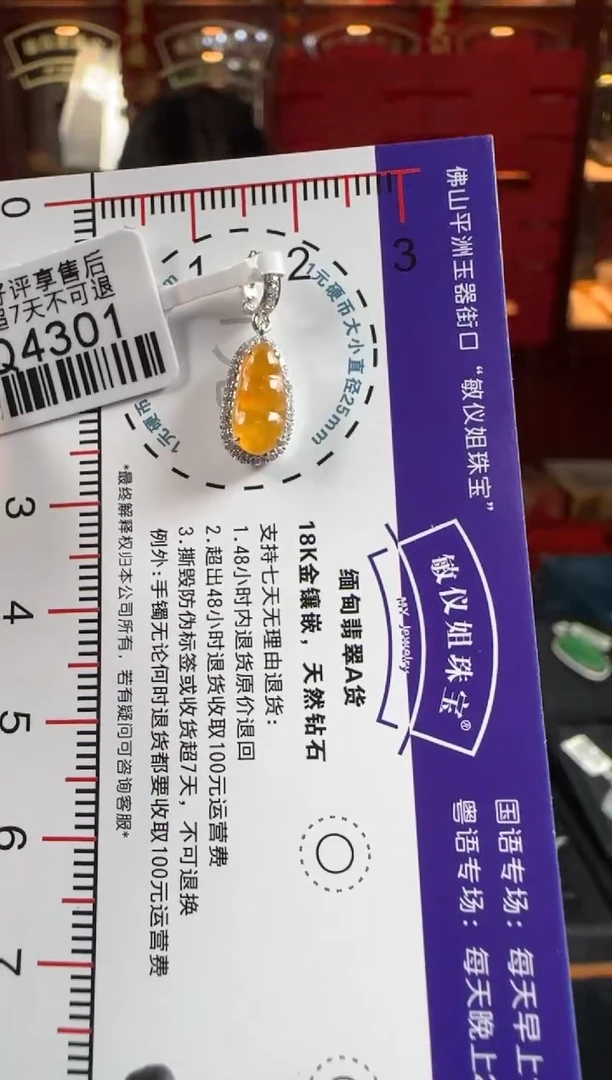 佛山平洲玉器街口 “敏仪姐珠宝”
敏仪姐珠宝®
MY Jewelry
国语专场：每天早上
粤语专场：每天晚上
0
1
2
3
好评享售后
超7天不可退
Q4301
1元硬币大小直径25mm
1元硬币
缅甸翡翠A货
18K金镶嵌，天然钻石
支持七天无理由退货：
1.48小时内退货原价退回
2.超出48小时退货收取100元运营费
3.撕毁防伪标签或收货超7天，不可退换
例外：手镯无论何时退货都要收取100元运营费
*最终解释权归本公司所有，若有疑问可咨询客服*
3
4
5
6
7